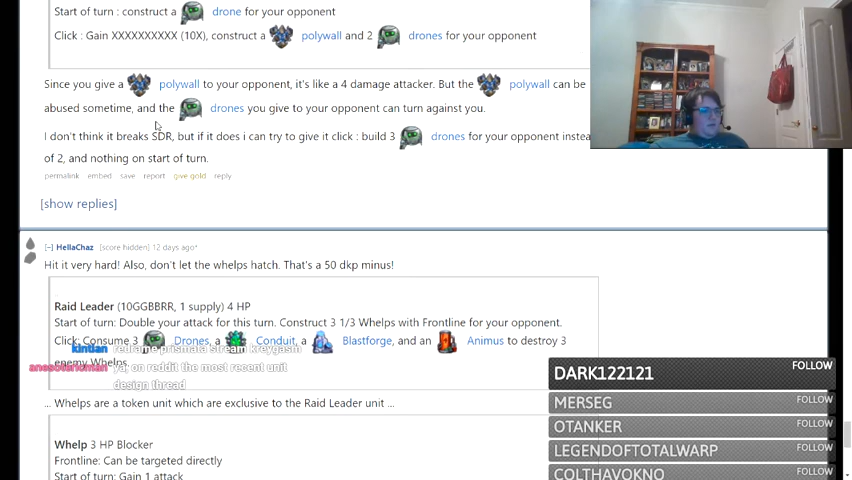 Start of turn : construct a drone for your opponent
Click : Gain XXXXXXXXXX (10X), construct a polywall and 2 drones for your opponent
Since you give a polywall to your opponent, it's like a 4 damage attacker. But the polywall can be
abused sometime, and the drones you give to your opponent can turn against you.
I don't think it breaks SDR, but if it does i can try to give it click : build 3 drones for your opponent instea
of 2, and nothing on start of turn.
permalink embed save report give gold reply
[show replies]
[–] HellaChaz [score hidden] 12 days ago*
Hit it very hard! Also, don't let the whelps hatch. That's a 50 dkp minus!
Raid Leader (10GGBBRR, 1 supply) 4 HP
Start of turn: Double your attack for this turn. Construct 3 1/3 Whelps with Frontline for your opponent.
Click: Consume 3 Drones, a Conduit, a Blastforge, and an Animus to destroy 3
enemy Whelps
kintlan redframe prismata stream kreygasm
ya, on reddit the most recent unit
design thread
... Whelps are a token unit which are exclusive to the Raid Leader unit ...
Whelp 3 HP Blocker
Frontline: Can be targeted directly
Start of turn: Gain 1 attack
DARK122121 FOLLOW
MERSEG FOLLOW
OTANKER FOLLOW
LEGENDOFTOTALWARP FOLLOW
COLTHAVOKNO FOLLOW